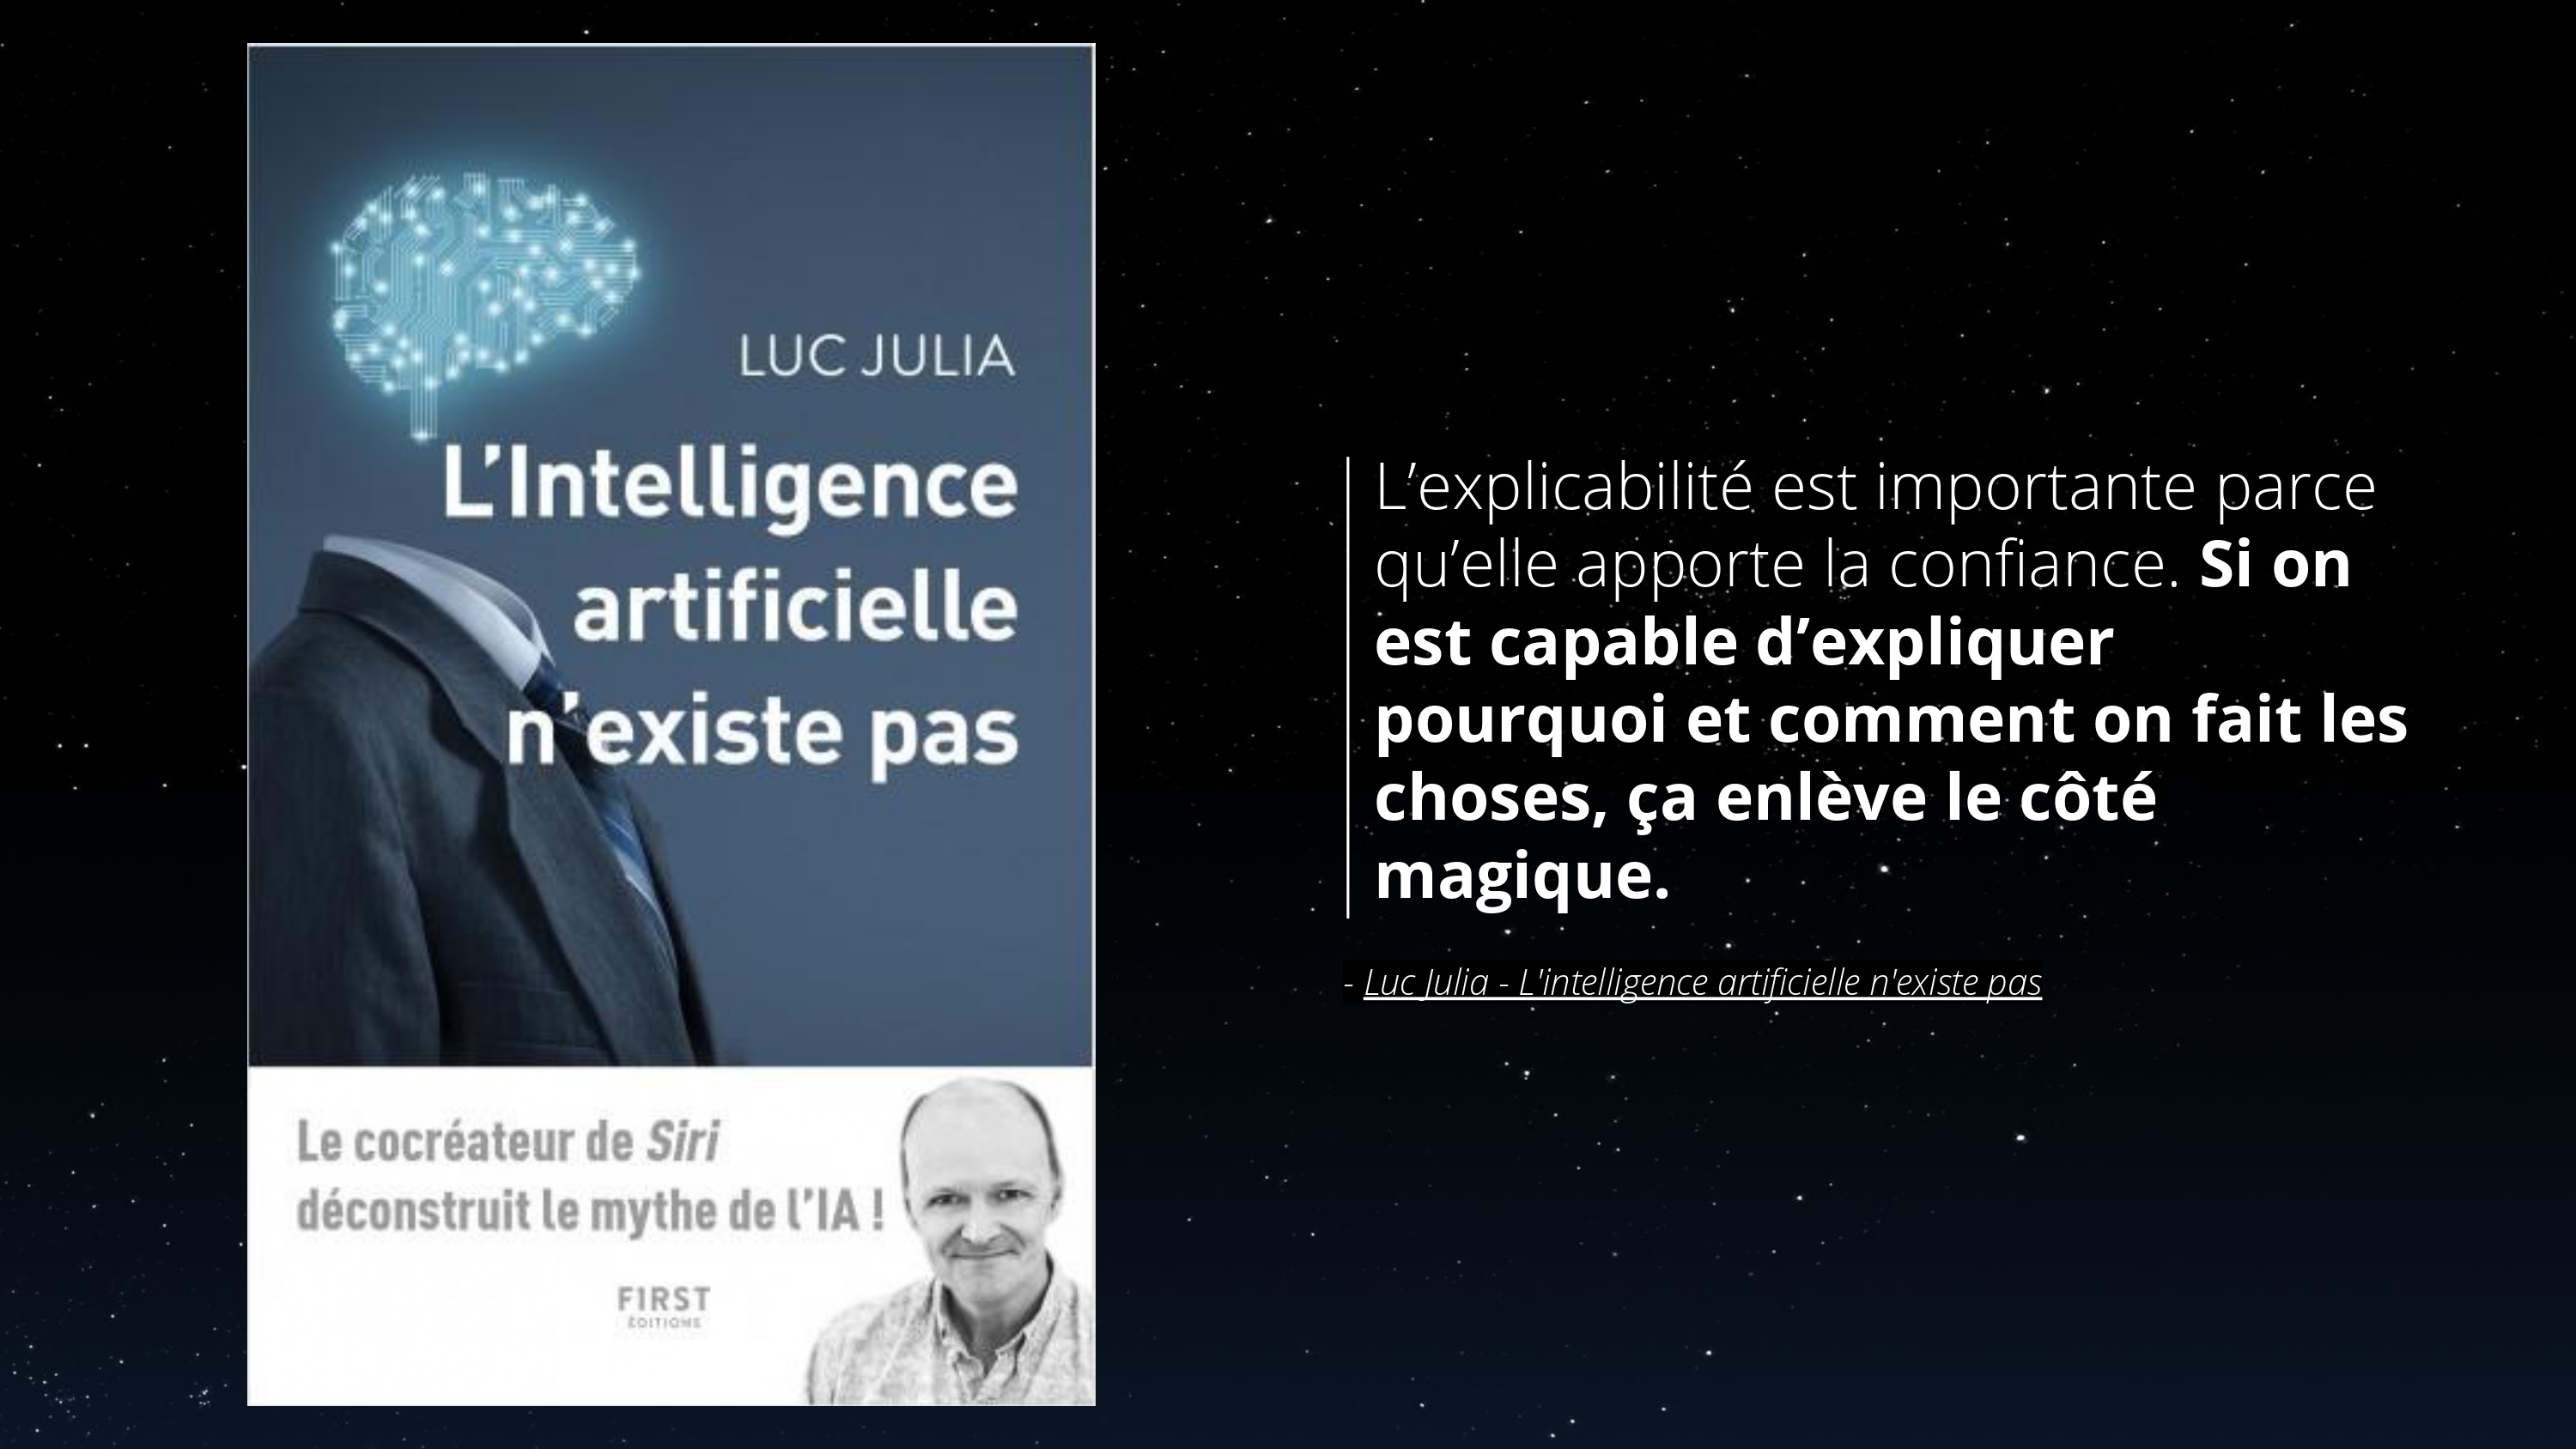 LUC JULIA
L’Intelligence
artificielle
n’existe pas
Le cocréateur de Siri
déconstruit le mythe de l’IA !
FIRST
ÉDITIONS
L’explicabilité est importante parce
qu’elle apporte la confiance. Si on
est capable d’expliquer
pourquoi et comment on fait les
choses, ça enlève le côté
magique.
- Luc Julia - L'intelligence artificielle n'existe pas